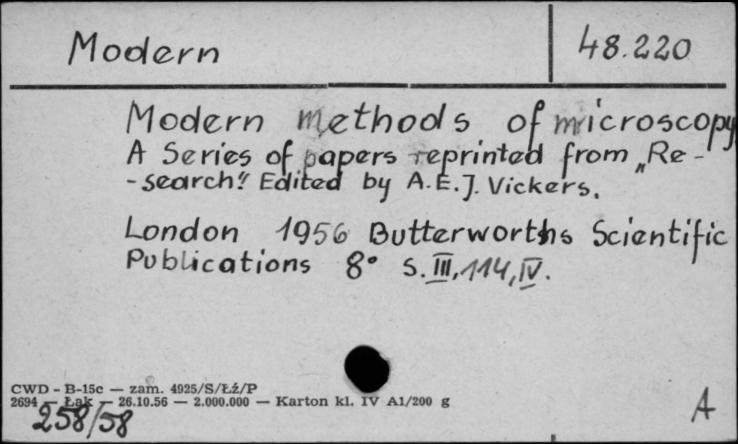 Modern
48.220
Modern methods of microscopy
A Series of papers reprinted from „Re-
-search". Edited by A.E.J. Vickers.
London 1956 Butterworths Scientific
Publications 8° s. III, 114, IV.
CWD - B-15c — zam. 4925/S/Łź/P
2694 — Łąk — 26.10.56 — 2.000.000 — Karton kl. IV A1/200 g
258/58
A